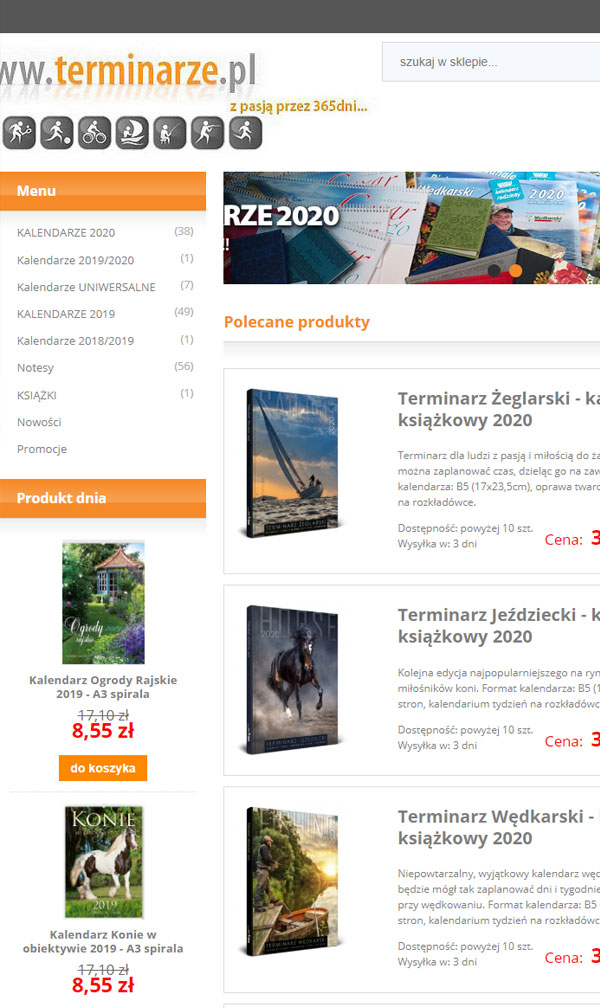 ww.terminarze.pl
szukaj w sklepie...
z pasją przez 365dni...
Menu
KALENDARZE 2020 (38)
Kalendarze 2019/2020 (1)
Kalendarze UNIWERSALNE (7)
KALENDARZE 2019 (49)
Kalendarze 2018/2019 (1)
Notesy (56)
KSIĄŻKI (1)
Nowości
Promocje
Produkt dnia
Ogrody
rajskie
Kalendarz Ogrody Rajskie
2019 - A3 spirala
17,10 zł
8,55 zł
do koszyka
KONIE
2019
Kalendarz Konie w
obiektywie 2019 - A3 spirala
17,10 zł
8,55 zł
RZE 2020
!!
Wędkarski
2020
Polecane produkty
2020
TERMINARZ ŻEGLARSKI
Terminarz Żeglarski - ka
książkowy 2020
Terminarz dla ludzi z pasją i miłością do ża
można zaplanować czas, dzieląc go na zaw
kalendarza: B5 (17x23,5cm), oprawa tward
na rozkładówce.
Dostępność: powyżej 10 szt.
Wysyłka w: 3 dni
Cena: 3
HORSE
2020
Terminarz Jeździecki - k
książkowy 2020
Kolejna edycja najpopularniejszego na ryn
miłośników koni. Format kalendarza: B5 (1
stron, kalendarium tydzień na rozkładówc
Dostępność: powyżej 10 szt.
Wysyłka w: 3 dni
Cena: 3
TERMINARZ WĘDKARSKI
Terminarz Wędkarski -
książkowy 2020
Niepowtarzalny, wyjątkowy kalendarz węd
będzie mógł tak zaplanować dni i tygodnie
przy wędkowaniu. Format kalendarza: B5
stron, kalendarium tydzień na rozkładówc
Dostępność: powyżej 10 szt.
Wysyłka w: 3 dni
Cena: 3